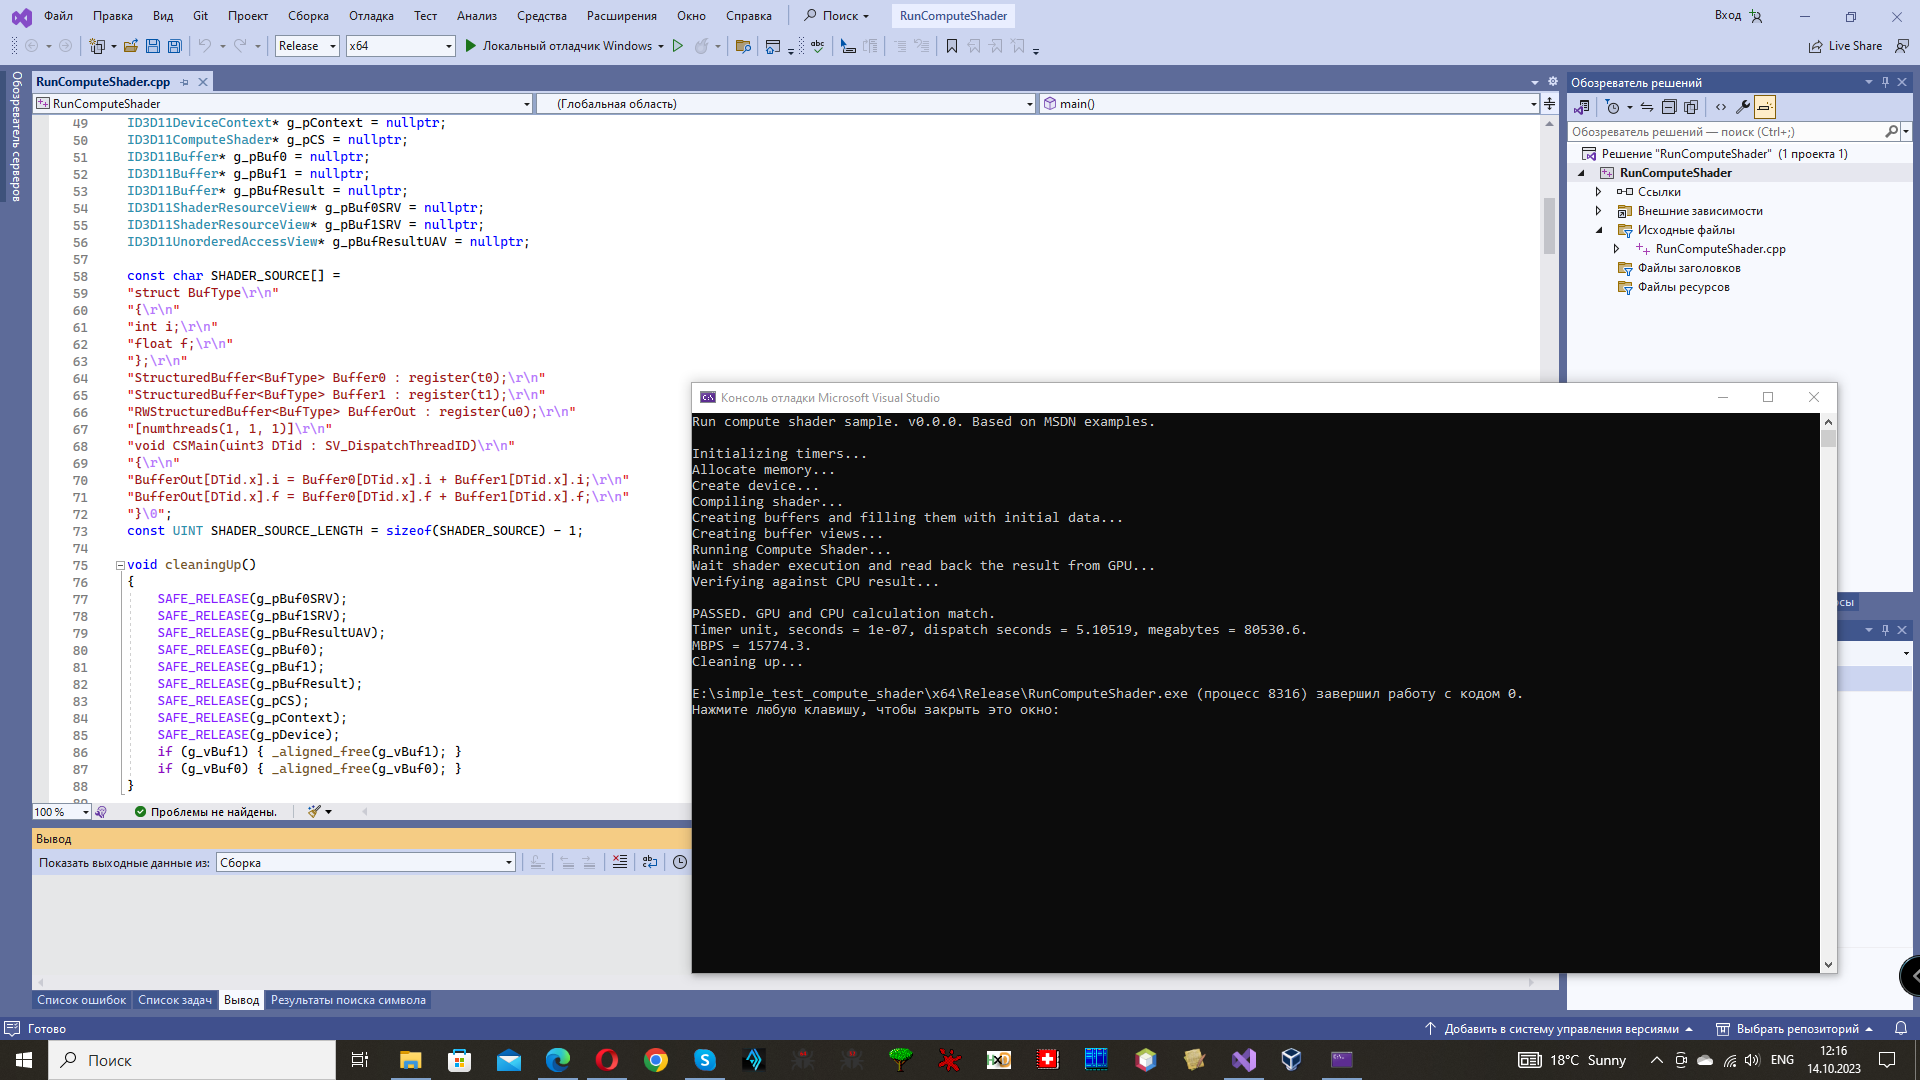 Файл Правка Вид Git Проект Сборка Отладка Тест Анализ Средства Расширения Окно Справка Поиск RunComputeShader Вход
Release x64 Локальный отладчик Windows Live Share
Обозреватель серверов
RunComputeShader.cpp
RunComputeShader (Глобальная область) main()
49 ID3D11DeviceContext* g_pContext = nullptr;
50 ID3D11ComputeShader* g_pCS = nullptr;
51 ID3D11Buffer* g_pBuf0 = nullptr;
52 ID3D11Buffer* g_pBuf1 = nullptr;
53 ID3D11Buffer* g_pBufResult = nullptr;
54 ID3D11ShaderResourceView* g_pBuf0SRV = nullptr;
55 ID3D11ShaderResourceView* g_pBuf1SRV = nullptr;
56 ID3D11UnorderedAccessView* g_pBufResultUAV = nullptr;
57
58 const char SHADER_SOURCE[] =
59 "struct BufType\r\n"
60 "{\r\n"
61 "int i;\r\n"
62 "float f;\r\n"
63 "};\r\n"
64 "StructuredBuffer<BufType> Buffer0 : register(t0);\r\n"
65 "StructuredBuffer<BufType> Buffer1 : register(t1);\r\n"
66 "RWStructuredBuffer<BufType> BufferOut : register(u0);\r\n"
67 "[numthreads(1, 1, 1)]\r\n"
68 "void CSMain(uint3 DTid : SV_DispatchThreadID)\r\n"
69 "{\r\n"
70 "BufferOut[DTid.x].i = Buffer0[DTid.x].i + Buffer1[DTid.x].i;\r\n"
71 "BufferOut[DTid.x].f = Buffer0[DTid.x].f + Buffer1[DTid.x].f;\r\n"
72 "}\0";
73 const UINT SHADER_SOURCE_LENGTH = sizeof(SHADER_SOURCE) - 1;
74
75 void cleaningUp()
76 {
77 SAFE_RELEASE(g_pBuf0SRV);
78 SAFE_RELEASE(g_pBuf1SRV);
79 SAFE_RELEASE(g_pBufResultUAV);
80 SAFE_RELEASE(g_pBuf0);
81 SAFE_RELEASE(g_pBuf1);
82 SAFE_RELEASE(g_pBufResult);
83 SAFE_RELEASE(g_pCS);
84 SAFE_RELEASE(g_pContext);
85 SAFE_RELEASE(g_pDevice);
86 if (g_vBuf1) { _aligned_free(g_vBuf1); }
87 if (g_vBuf0) { _aligned_free(g_vBuf0); }
88 }
100 % Проблемы не найдены.
Вывод
Показать выходные данные из: Сборка
Список ошибок Список задач Вывод Результаты поиска символа
Консоль отладки Microsoft Visual Studio
Run compute shader sample. v0.0.0. Based on MSDN examples.
Initializing timers...
Allocate memory...
Create device...
Compiling shader...
Creating buffers and filling them with initial data...
Creating buffer views...
Running Compute Shader...
Wait shader execution and read back the result from GPU...
Verifying against CPU result...
PASSED. GPU and CPU calculation match.
Timer unit, seconds = 1e-07, dispatch seconds = 5.10519, megabytes = 80530.6.
MBPS = 15774.3.
Cleaning up...
E:\simple_test_compute_shader\x64\Release\RunComputeShader.exe (процесс 8316) завершил работу с кодом 0.
Нажмите любую клавишу, чтобы закрыть это окно:
Обозреватель решений
Обозреватель решений — поиск (Ctrl+;)
Решение "RunComputeShader" (1 проекта 1)
RunComputeShader
Ссылки
Внешние зависимости
Исходные файлы
RunComputeShader.cpp
Файлы заголовков
Файлы ресурсов
Готово Добавить в систему управления версиями Выбрать репозиторий
Поиск 18°C Sunny ENG 12:16
14.10.2023